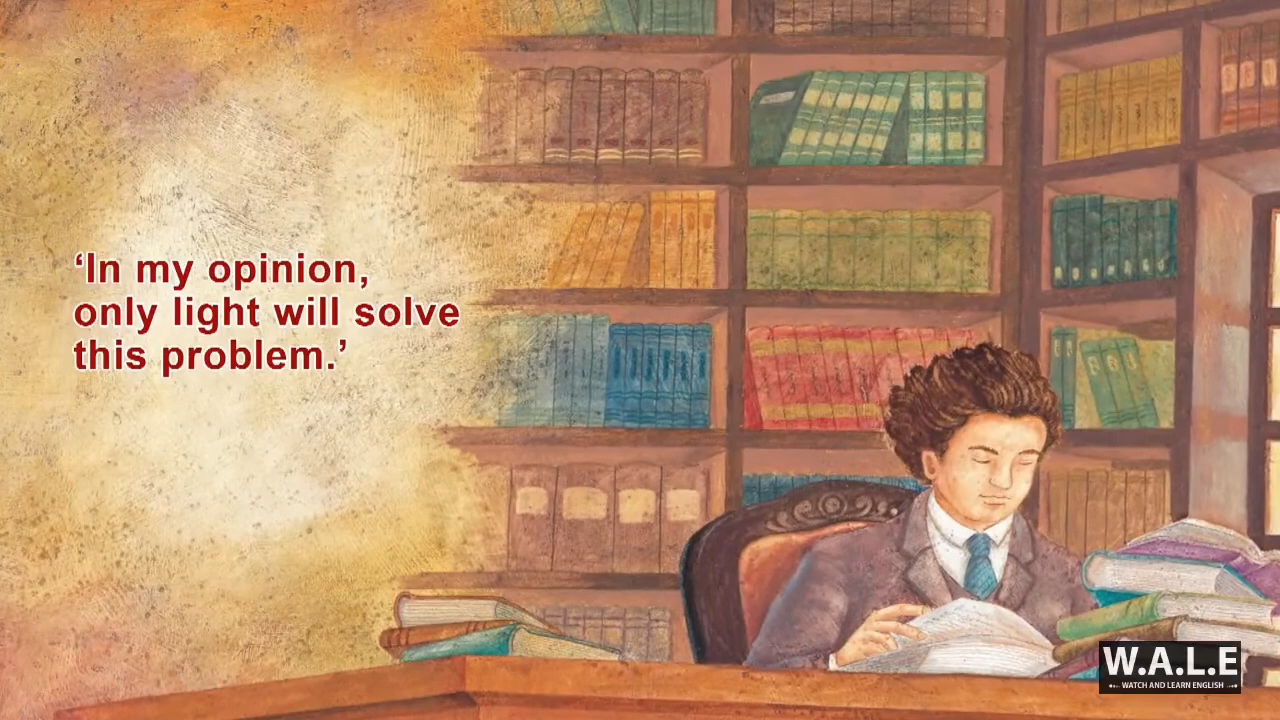 ‘In my opinion,
only light will solve
this problem.’
W.A.L.E
WATCH AND LEARN ENGLISH